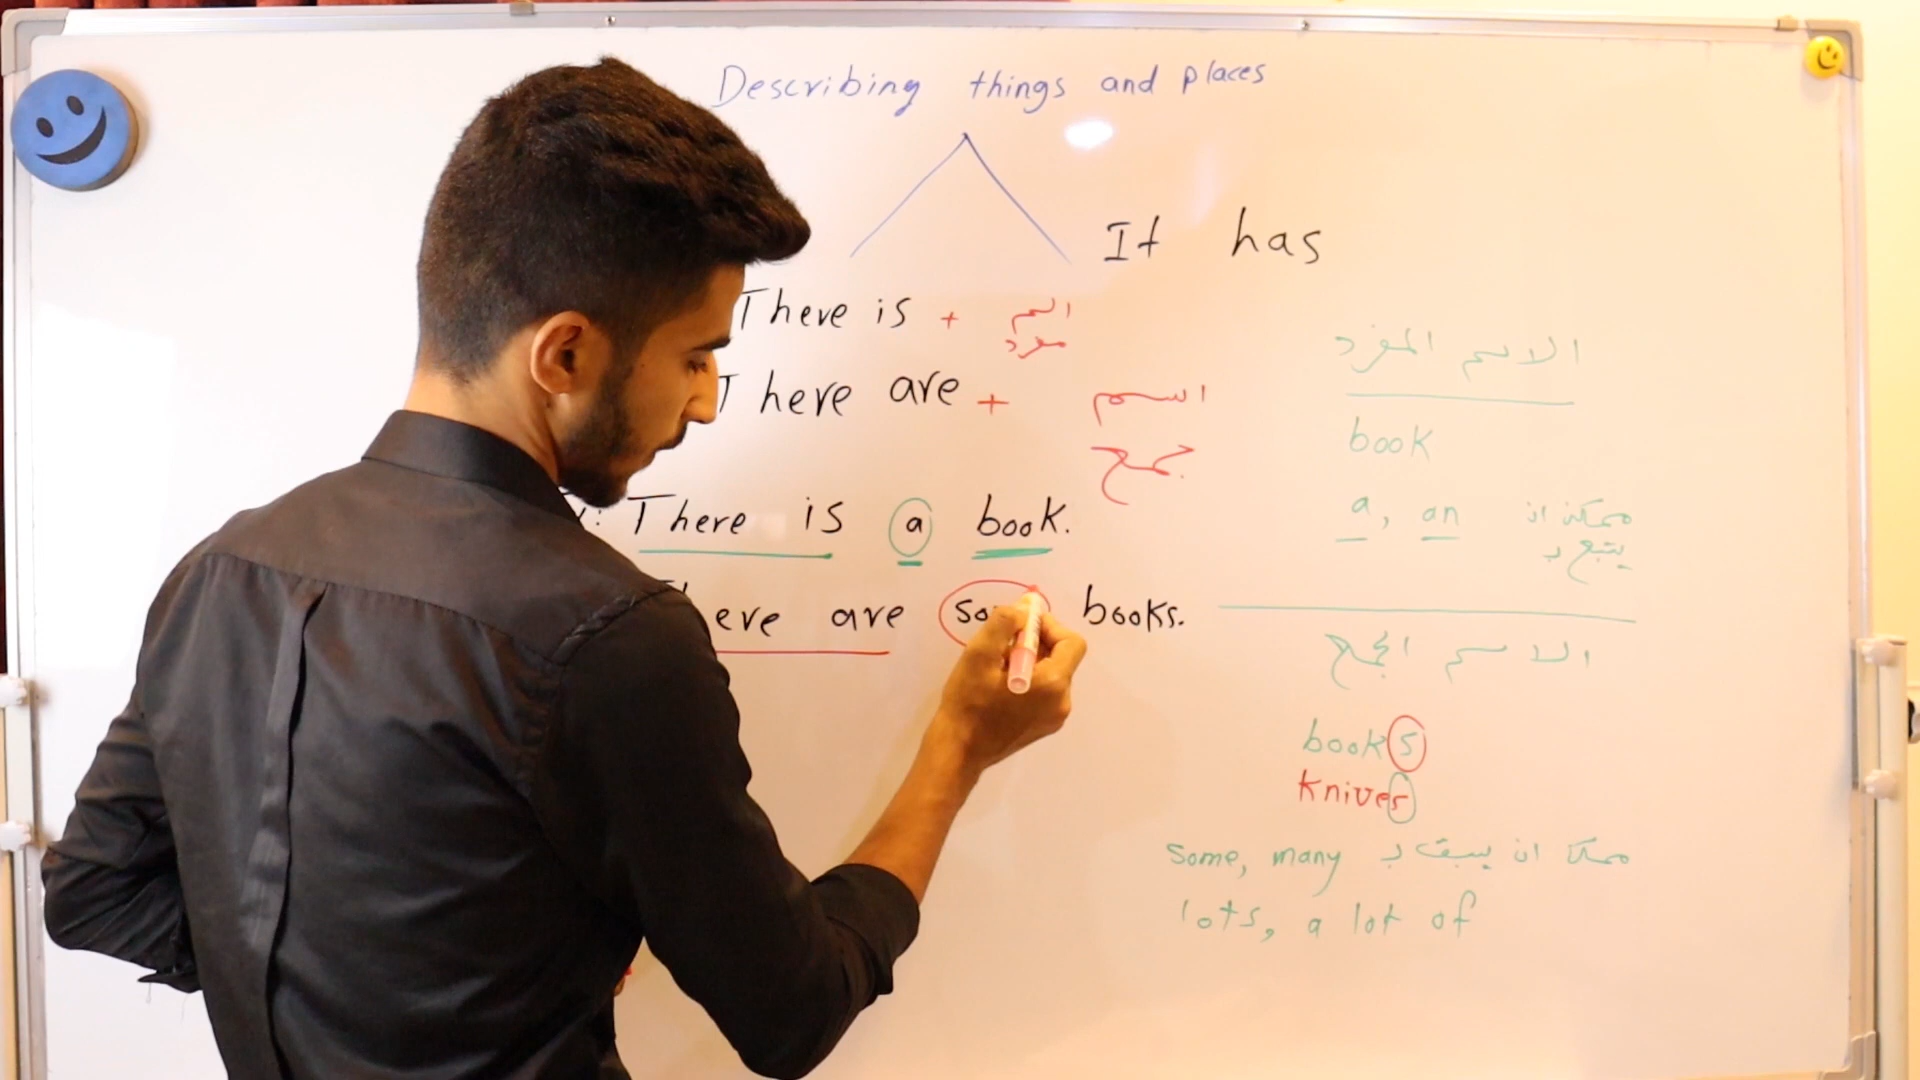 Describing things and places
It has
There is + اسم
مفرد
There are + اسم
جمع
There is a book.
are books.
الاسم المفرد
book
a, an ممكن ان
يتبع بـ
الاسم الجمع
books
knives
some, many ممكن ان يسبق بـ
lots, a lot of